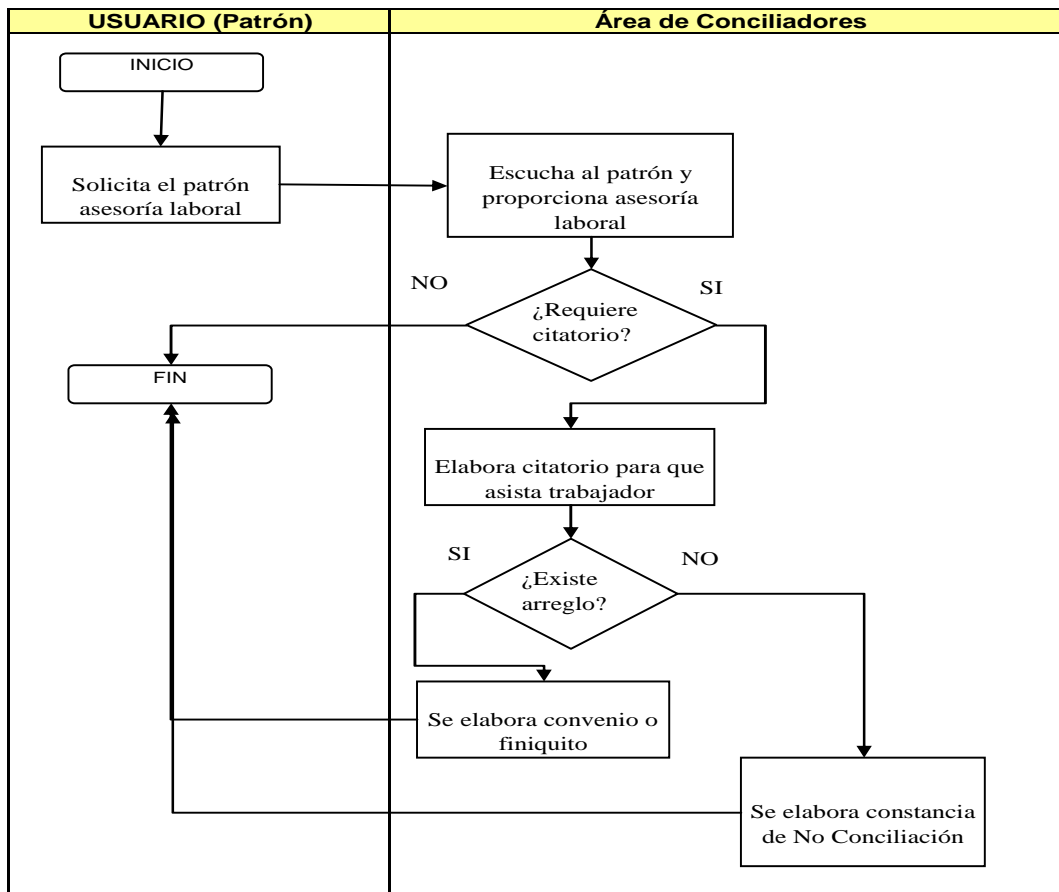 USUARIO (Patrón)
Área de Conciliadores
INICIO
Solicita el patrón
asesoría laboral
Escucha al patrón y
proporciona asesoría
laboral
NO
SI
¿Requiere
citatorio?
FIN
Elabora citatorio para que
asista trabajador
SI
NO
¿Existe
arreglo?
Se elabora convenio o
finiquito
Se elabora constancia
de No Conciliación